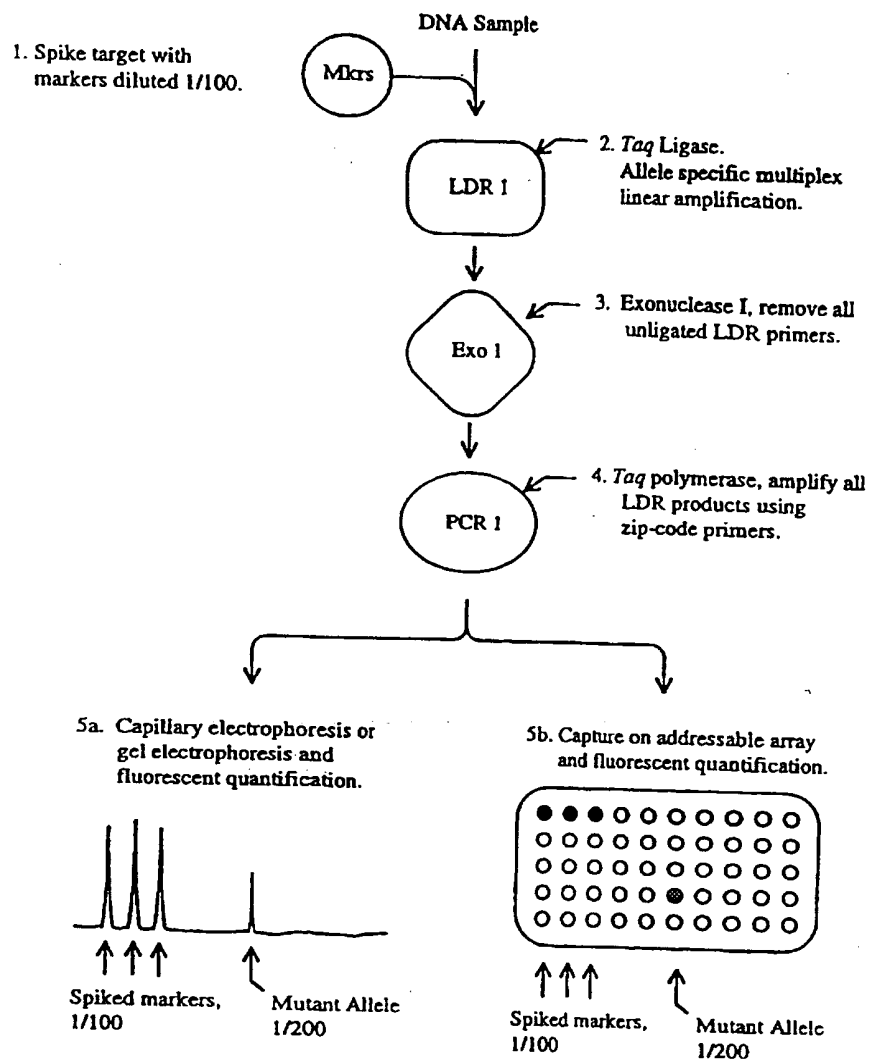 DNA Sample
1. Spike target with
markers diluted 1/100.
Mkrs
2. Taq Ligase.
Allele specific multiplex
linear amplification.
LDR 1
3. Exonuclease I, remove all
unligated LDR primers.
Exo 1
4. Taq polymerase, amplify all
LDR products using
zip-code primers.
PCR 1
5a. Capillary electrophoresis or
gel electrophoresis and
fluorescent quantification.
5b. Capture on addressable array
and fluorescent quantification.
Spiked markers,
1/100
Mutant Allele
1/200
Spiked markers,
1/100
Mutant Allele
1/200